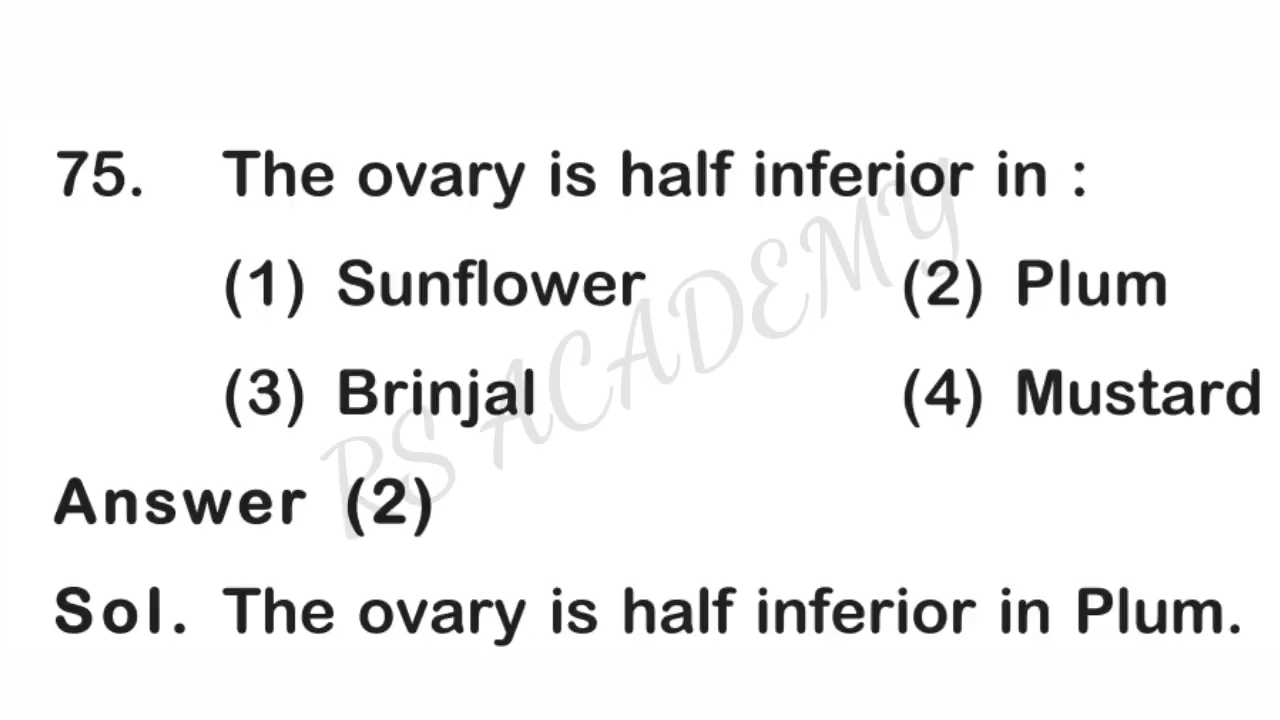 75. The ovary is half inferior in :
(1) Sunflower (2) Plum
(3) Brinjal (4) Mustard
Answer (2)
Sol. The ovary is half inferior in Plum.
RS ACADEMY